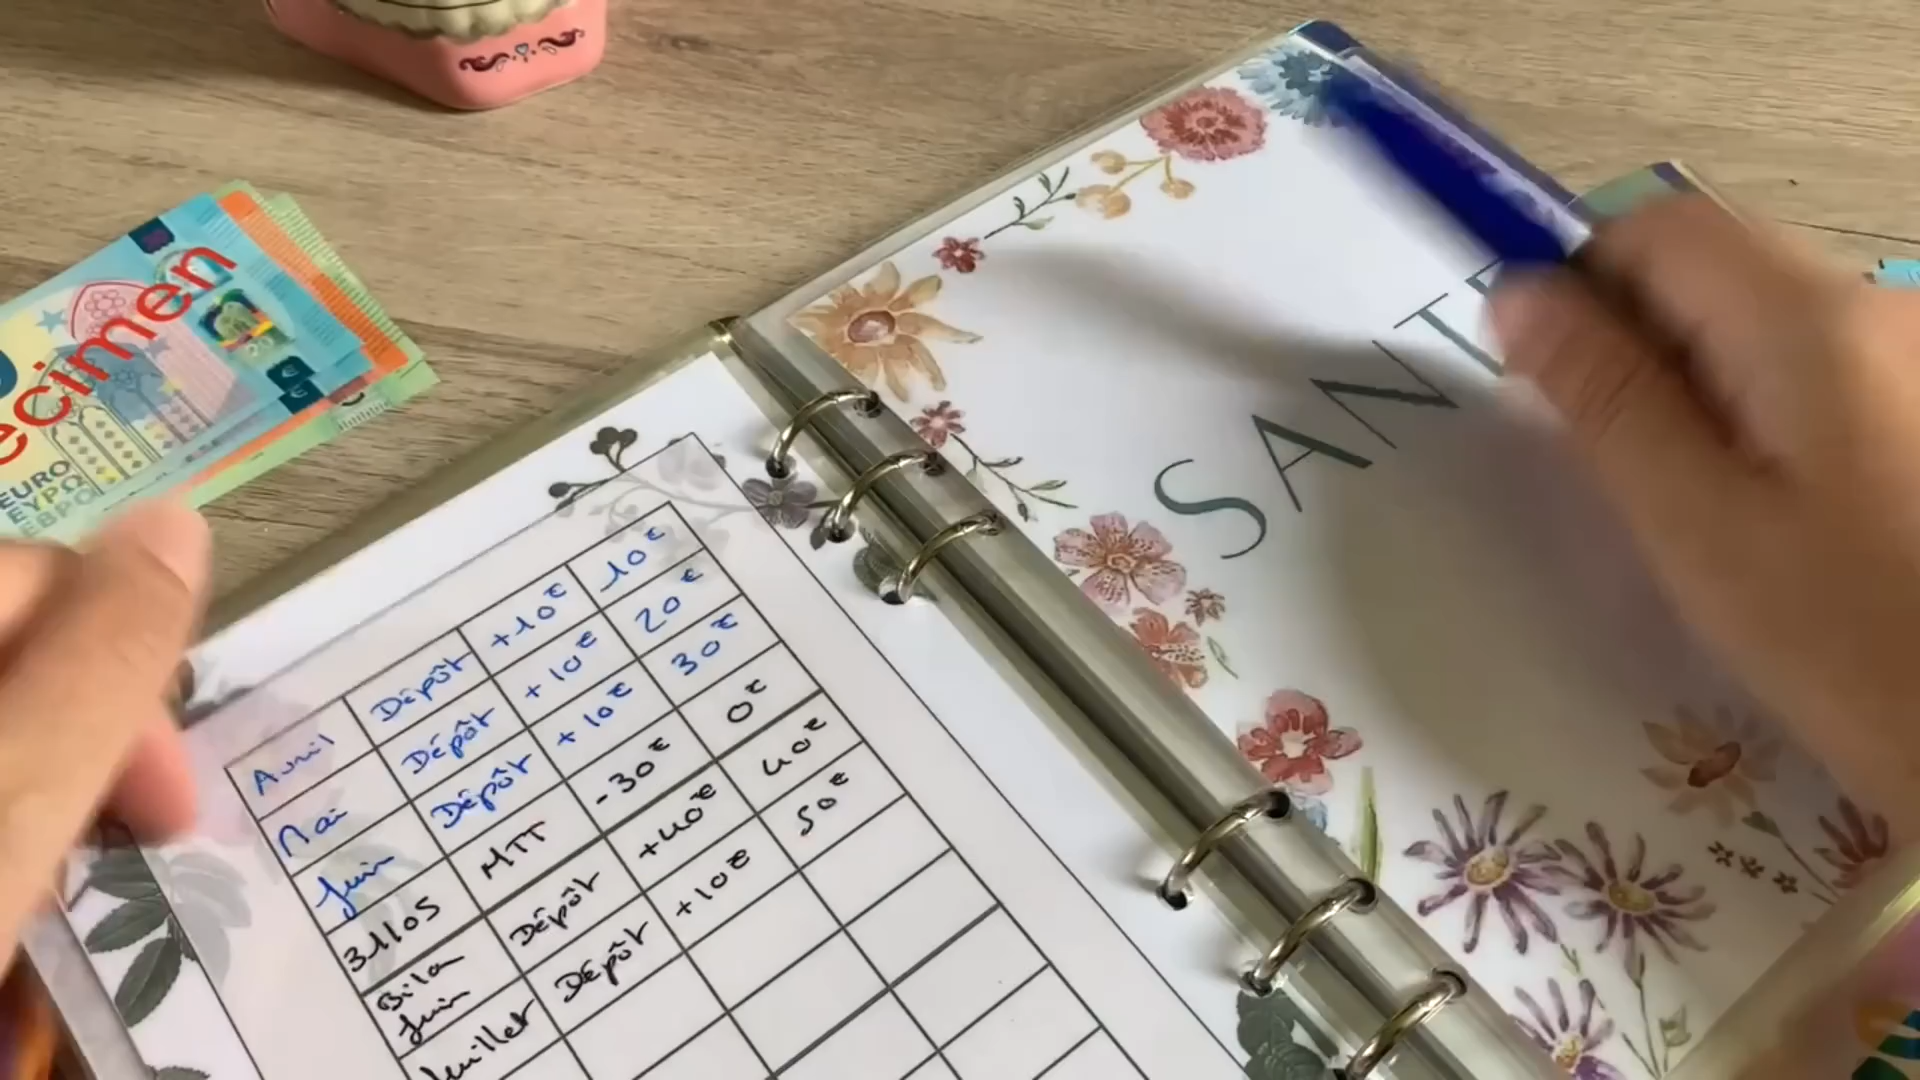 ecimen
EURO
ΕΥΡΩ
ЕВРО
20
SANTÉ
Avril Dépôt +10€ 10€
Mai Dépôt +10€ 20€
Juin Dépôt +10€ 30€
31/05 MTT -30€ 0€
Bilan Juin Dépôt +40€ 40€
Juillet Dépôt +10€ 50€